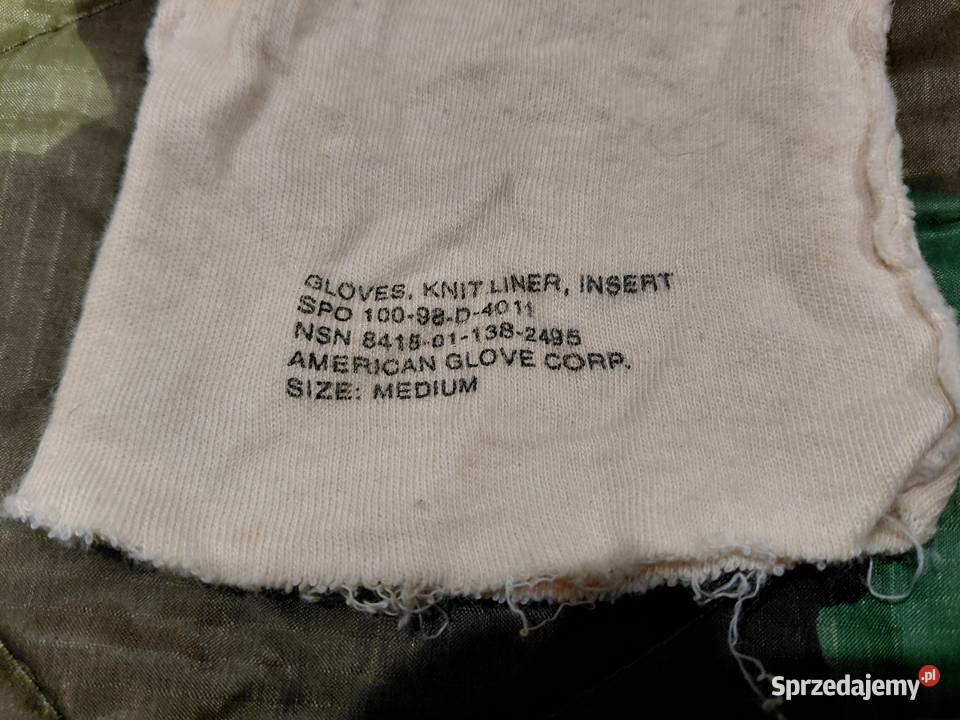 GLOVES, KNIT LINER, INSERT
SPO 100-98-D-4011
NSN 8415-01-138-2495
AMERICAN GLOVE CORP.
SIZE: MEDIUM
Sprzedajemy.pl